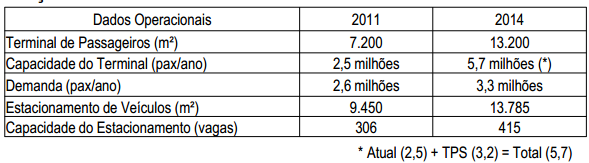 Dados Operacionais 2011 2014
Terminal de Passageiros (m²) 7.200 13.200
Capacidade do Terminal (pax/ano) 2,5 milhões 5,7 milhões (*)
Demanda (pax/ano) 2,6 milhões 3,3 milhões
Estacionamento de Veículos (m²) 9.450 13.785
Capacidade do Estacionamento (vagas) 306 415
* Atual (2,5) + TPS (3,2) = Total (5,7)